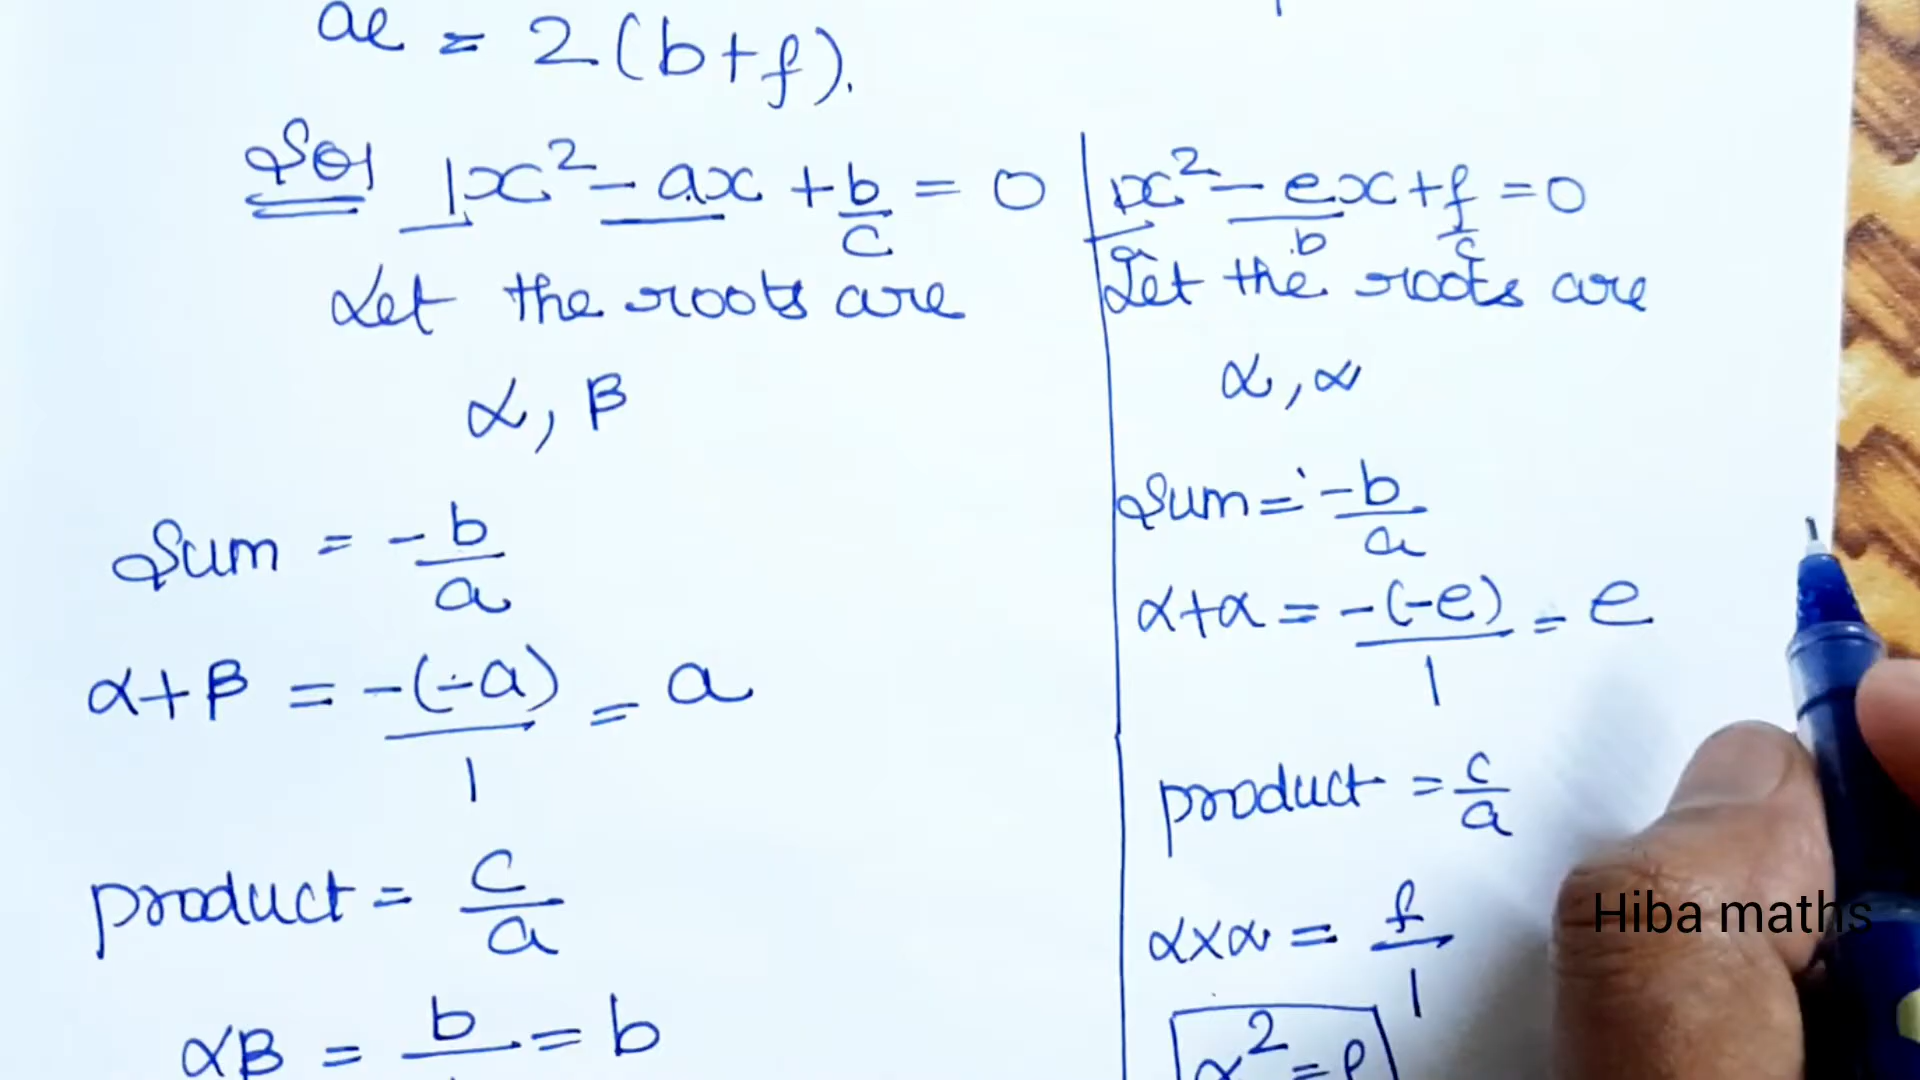 ae = 2(b+f).
Sol 1x² - ax + b = 0
c
Let the roots are
α, β
Sum = -b/a
α+β = -(-a)/1 = a
product = c/a
αβ = b/ = b
x² - ex + f = 0
b c
Let the roots are
α, α
Sum = -b/a
α+α = -(-e)/1 = e
product = c/a
α×α = f/1
α² = f
Hiba maths